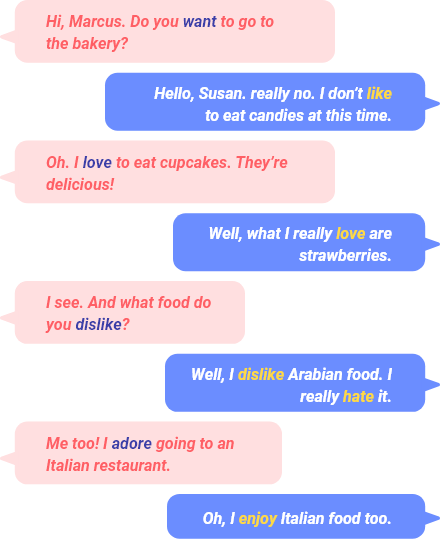 Hi, Marcus. Do you want to go to
the bakery?
Hello, Susan. really no. I don't like
to eat candies at this time.
Oh. I love to eat cupcakes. They're
delicious!
Well, what I really love are
strawberries.
I see. And what food do
you dislike?
Well, I dislike Arabian food. I
really hate it.
Me too! I adore going to an
Italian restaurant.
Oh, I enjoy Italian food too.